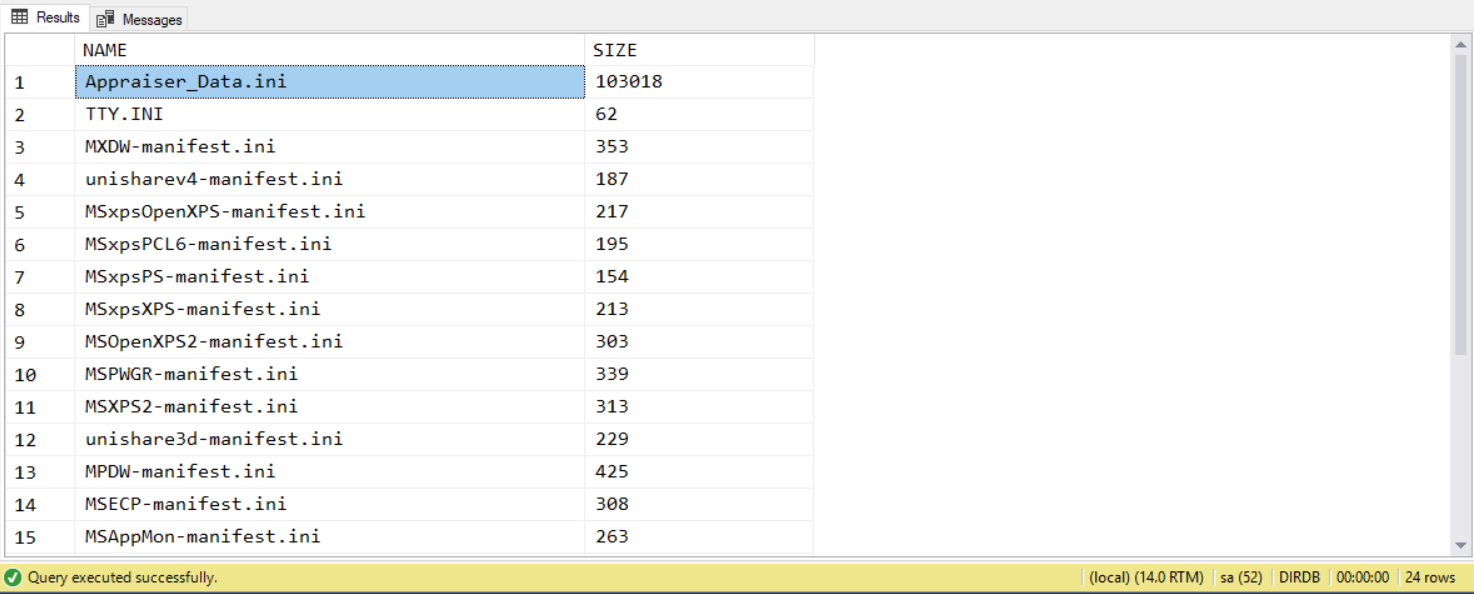 Results Messages
NAME SIZE
1 Appraiser_Data.ini 103018
2 TTY.INI 62
3 MXDW-manifest.ini 353
4 unisharev4-manifest.ini 187
5 MSxpsOpenXPS-manifest.ini 217
6 MSxpsPCL6-manifest.ini 195
7 MSxpsPS-manifest.ini 154
8 MSxpsXPS-manifest.ini 213
9 MSOpenXPS2-manifest.ini 303
10 MSPWGR-manifest.ini 339
11 MSXPS2-manifest.ini 313
12 unishare3d-manifest.ini 229
13 MPDW-manifest.ini 425
14 MSECP-manifest.ini 308
15 MSAppMon-manifest.ini 263
Query executed successfully. (local) (14.0 RTM) sa (52) DIRDB 00:00:00 24 rows